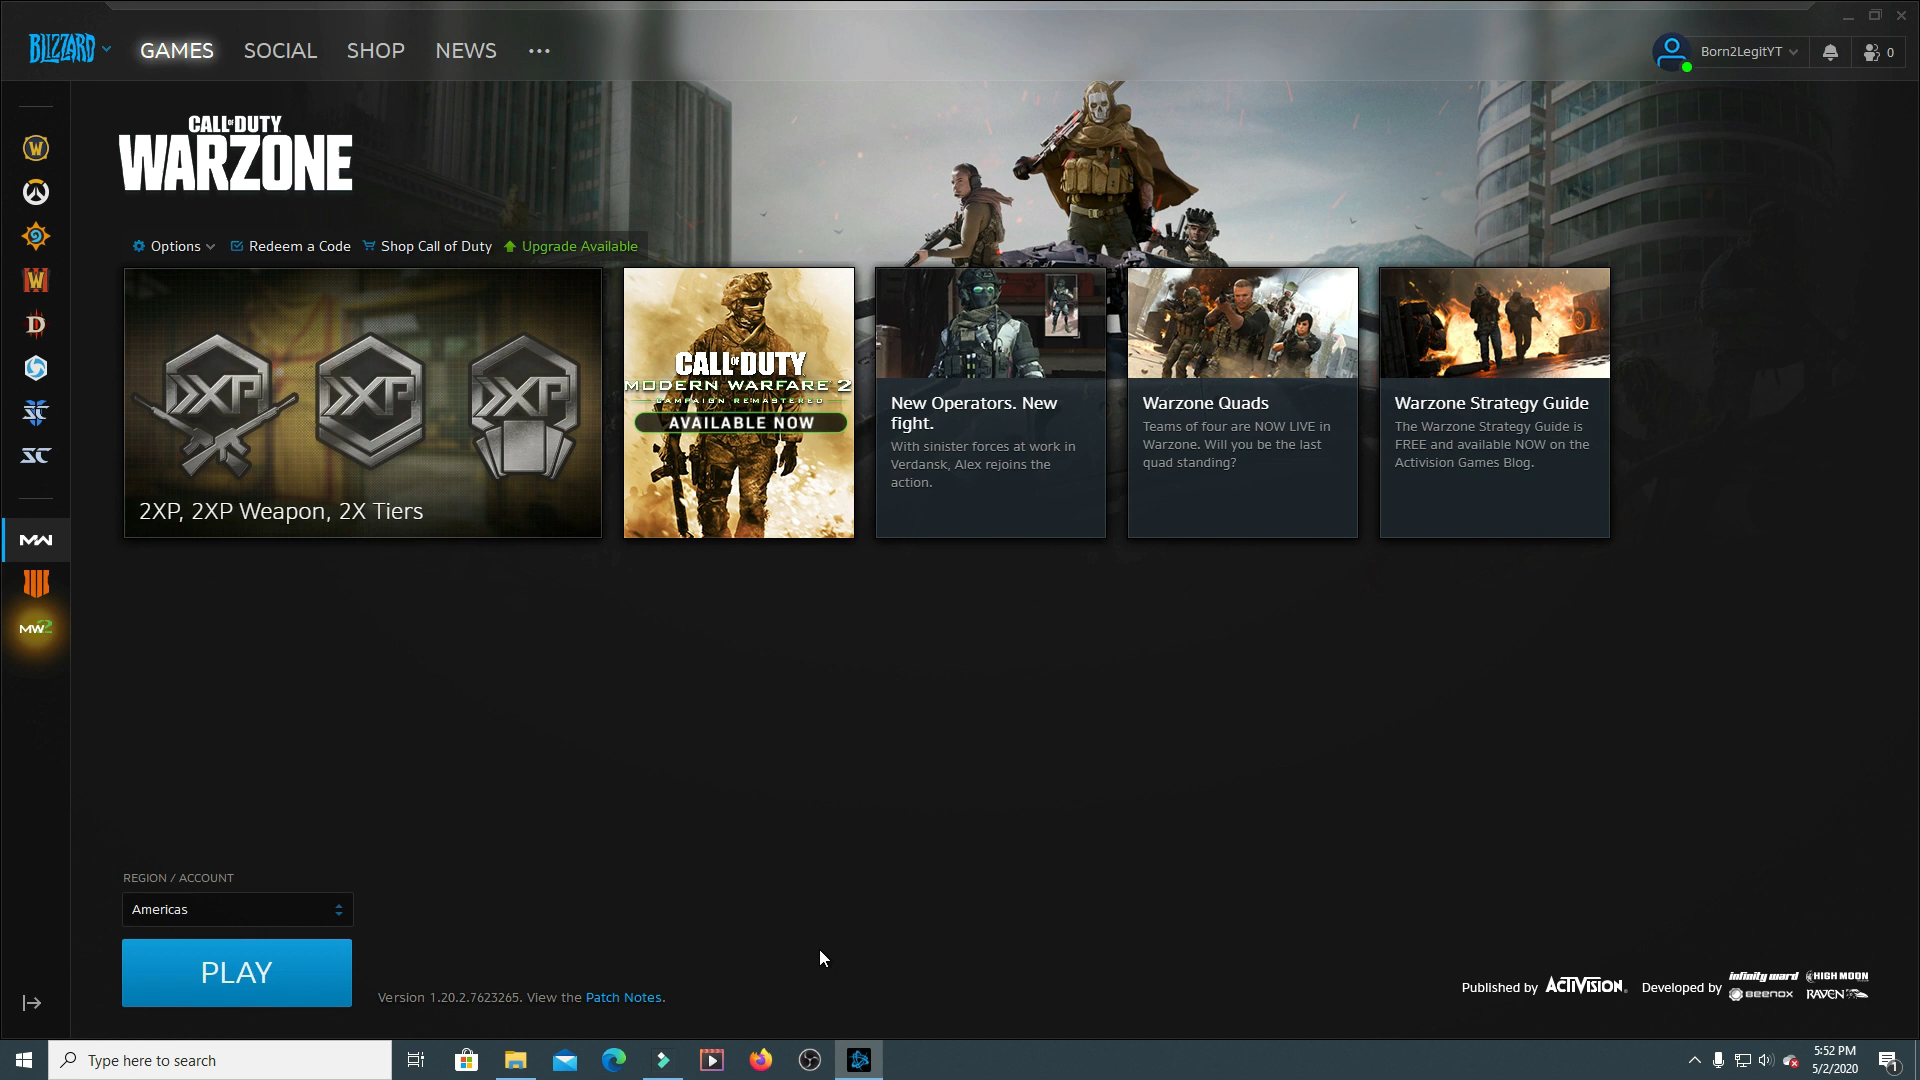 BLIZZARD
GAMES
SOCIAL
SHOP
NEWS
Born2LegitYT
0
CALL OF DUTY
WARZONE
Options
Redeem a Code
Shop Call of Duty
Upgrade Available
2XP, 2XP Weapon, 2X Tiers
CALL OF DUTY
MODERN WARFARE 2
CAMPAIGN REMASTERED
AVAILABLE NOW
New Operators. New
fight.
With sinister forces at work in
Verdansk, Alex rejoins the
action.
Warzone Quads
Teams of four are NOW LIVE in
Warzone. Will you be the last
quad standing?
Warzone Strategy Guide
The Warzone Strategy Guide is
FREE and available NOW on the
Activision Games Blog.
W
W
D
SC
SC
MW
MW2
REGION / ACCOUNT
Americas
PLAY
Version 1.20.2.7623265. View the Patch Notes.
Published by ACTIVISION. Developed by
infinity ward
HIGH MOON
BEENOX
RAVEN
Type here to search
5:52 PM
5/2/2020
1